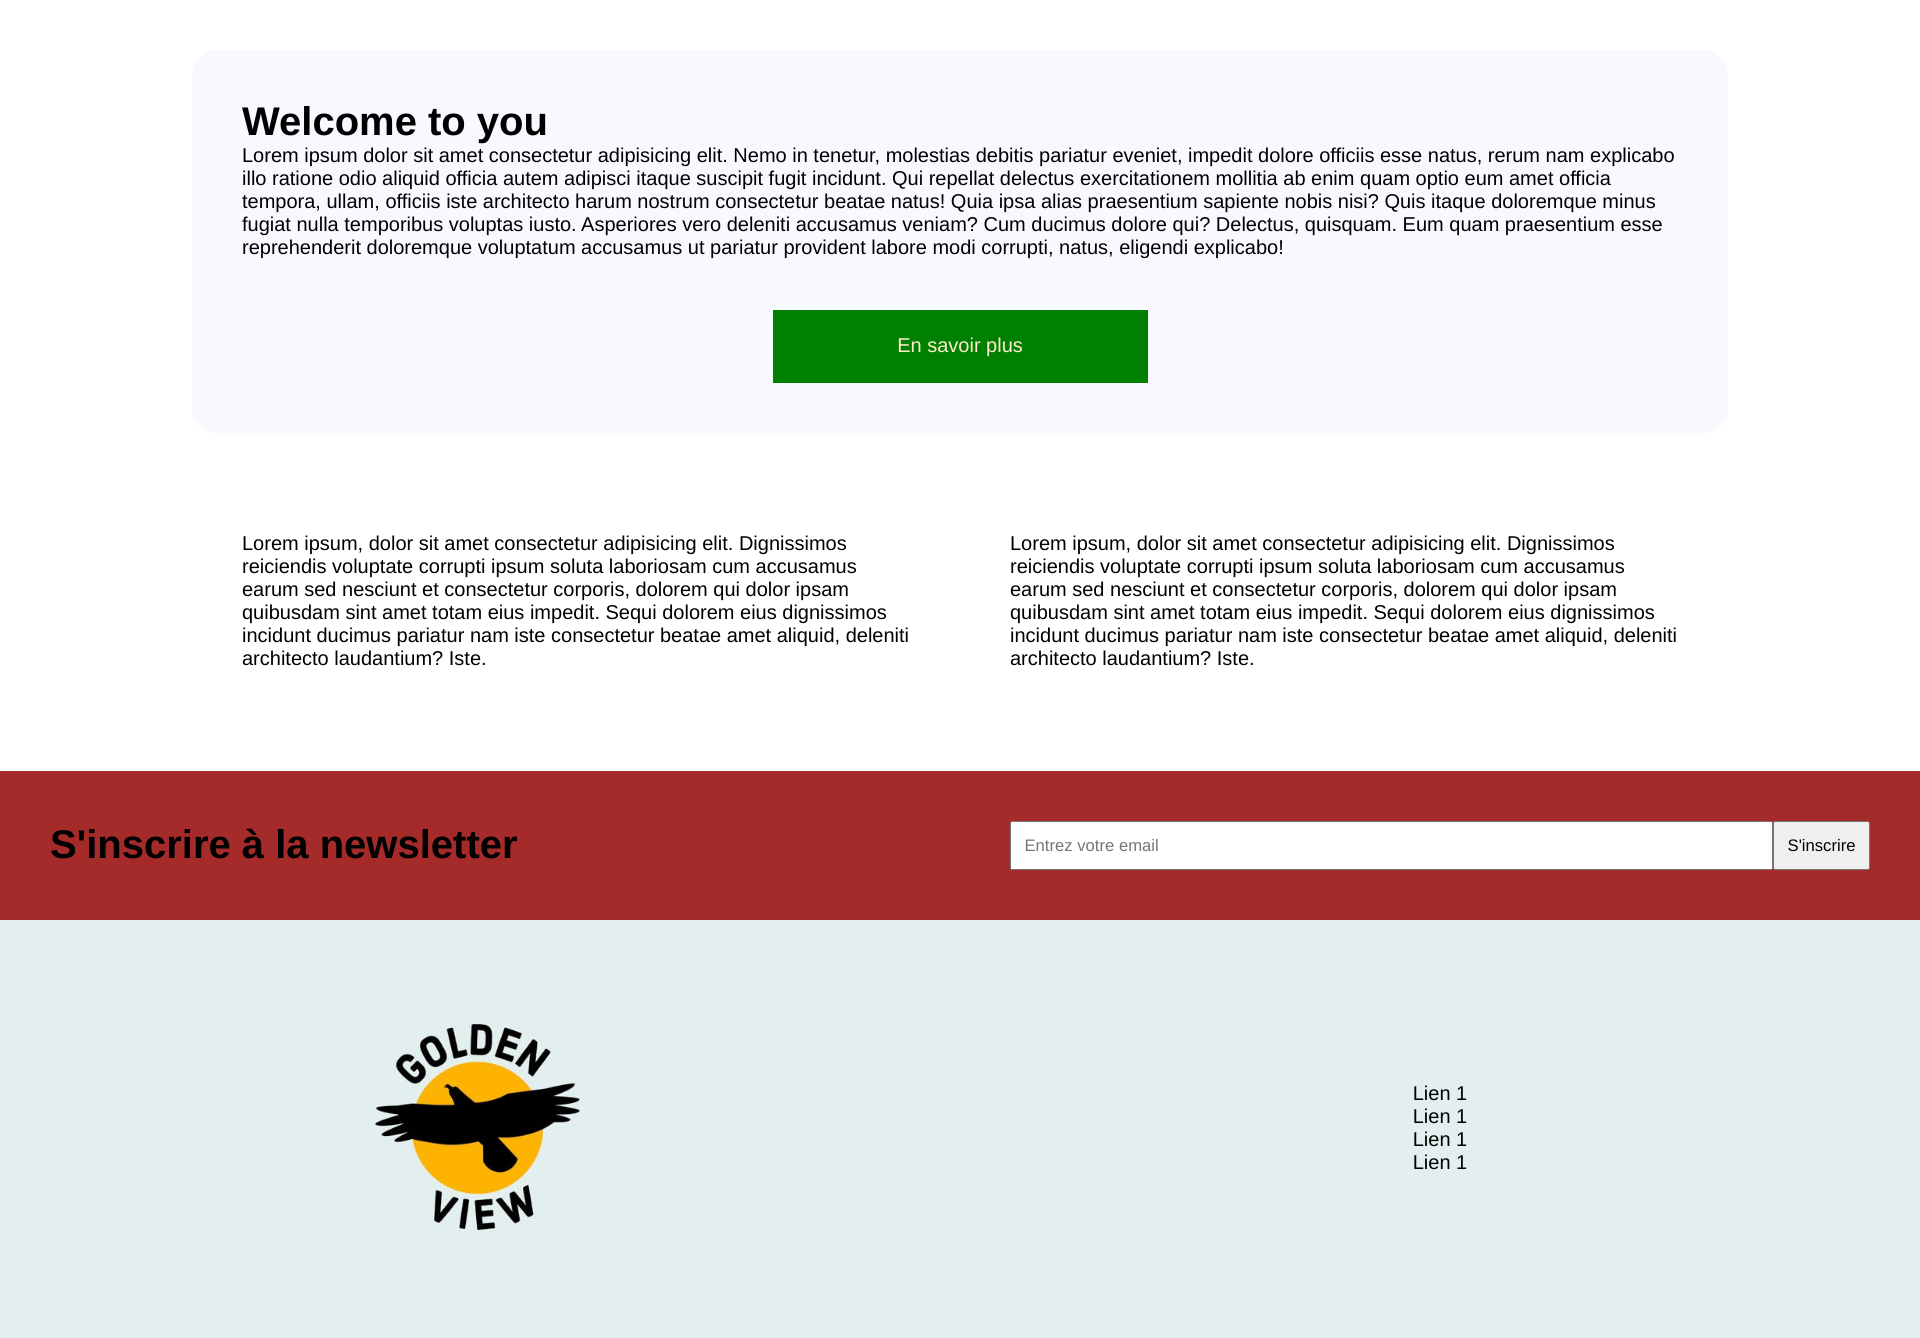 Welcome to you
Lorem ipsum dolor sit amet consectetur adipisicing elit. Nemo in tenetur, molestias debitis pariatur eveniet, impedit dolore officiis esse natus, rerum nam explicabo
illo ratione odio aliquid officia autem adipisci itaque suscipit fugit incidunt. Qui repellat delectus exercitationem mollitia ab enim quam optio eum amet officia
tempora, ullam, officiis iste architecto harum nostrum consectetur beatae natus! Quia ipsa alias praesentium sapiente nobis nisi? Quis itaque doloremque minus
fugiat nulla temporibus voluptas iusto. Asperiores vero deleniti accusamus veniam? Cum ducimus dolore qui? Delectus, quisquam. Eum quam praesentium esse
reprehenderit doloremque voluptatum accusamus ut pariatur provident labore modi corrupti, natus, eligendi explicabo!
En savoir plus
Lorem ipsum, dolor sit amet consectetur adipisicing elit. Dignissimos
reiciendis voluptate corrupti ipsum soluta laboriosam cum accusamus
earum sed nesciunt et consectetur corporis, dolorem qui dolor ipsam
quibusdam sint amet totam eius impedit. Sequi dolorem eius dignissimos
incidunt ducimus pariatur nam iste consectetur beatae amet aliquid, deleniti
architecto laudantium? Iste.
Lorem ipsum, dolor sit amet consectetur adipisicing elit. Dignissimos
reiciendis voluptate corrupti ipsum soluta laboriosam cum accusamus
earum sed nesciunt et consectetur corporis, dolorem qui dolor ipsam
quibusdam sint amet totam eius impedit. Sequi dolorem eius dignissimos
incidunt ducimus pariatur nam iste consectetur beatae amet aliquid, deleniti
architecto laudantium? Iste.
S'inscrire à la newsletter
Entrez votre email
S'inscrire
GOLDEN
VIEW
Lien 1
Lien 1
Lien 1
Lien 1